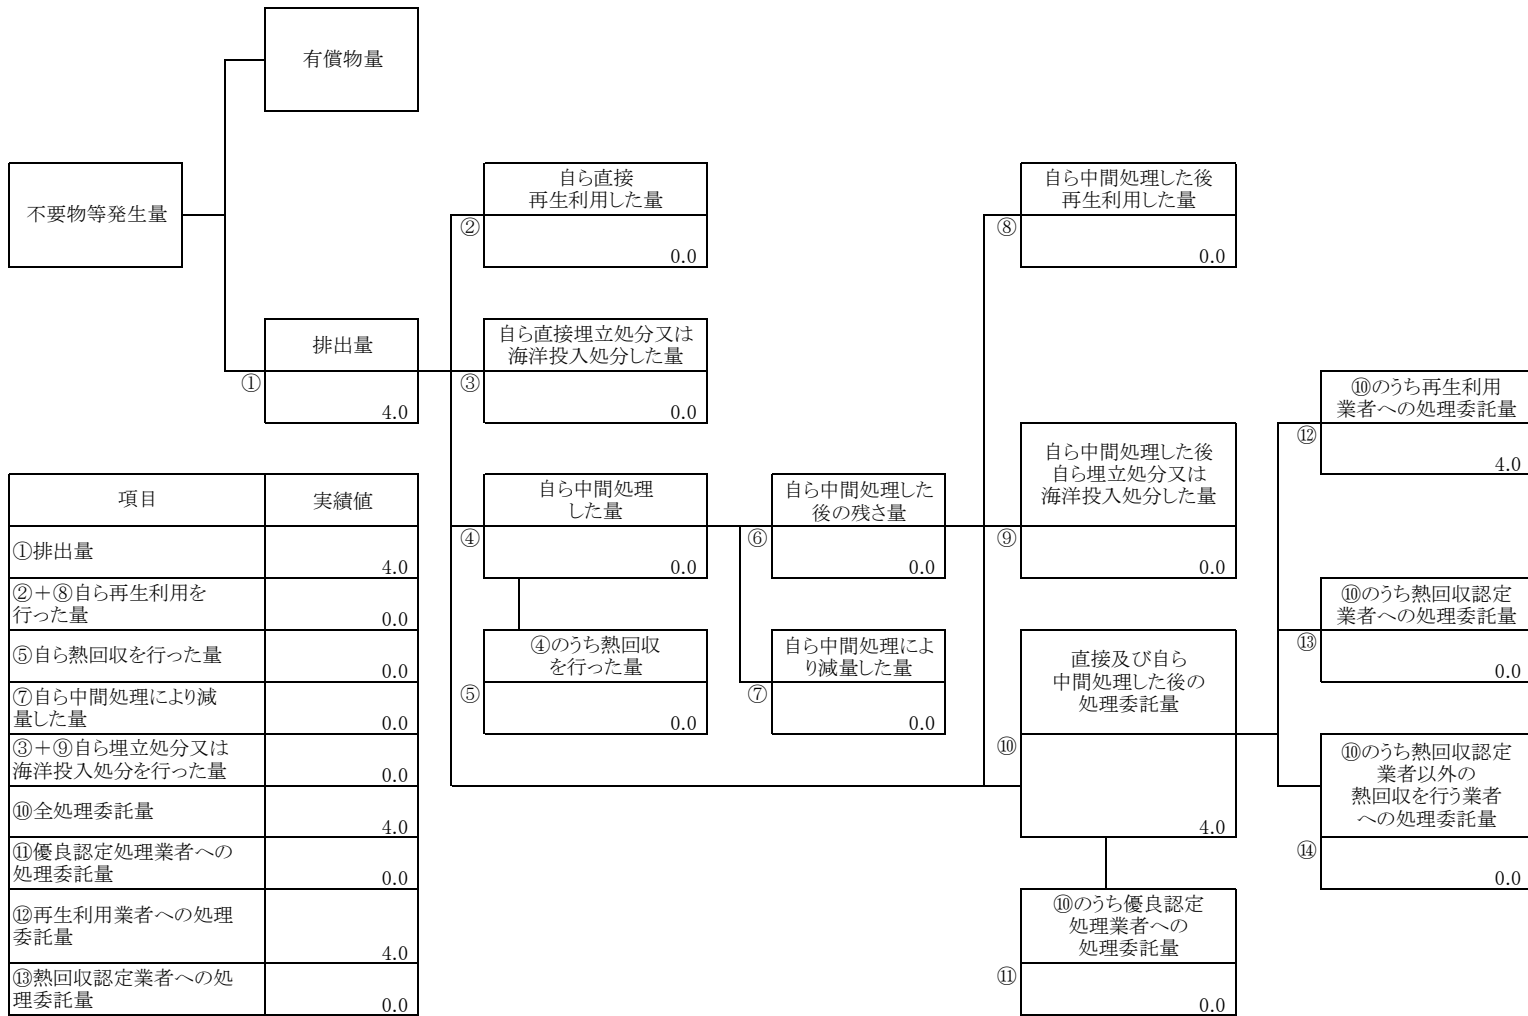 有償物量
不要物等発生量
自ら直接
再生利用した量
②
0.0
自ら中間処理した後
再生利用した量
⑧
0.0
排出量
①
4.0
自ら直接埋立処分又は
海洋投入処分した量
③
0.0
⑩のうち再生利用
業者への処理委託量
⑫
4.0
自ら中間処理した後
自ら埋立処分又は
海洋投入処分した量
⑨
0.0
自ら中間処理
した量
④
0.0
自ら中間処理した
後の残さ量
⑥
0.0
⑩のうち熱回収認定
業者への処理委託量
⑬
0.0
④のうち熱回収
を行った量
⑤
0.0
自ら中間処理によ
り減量した量
⑦
0.0
直接及び自ら
中間処理した後の
処理委託量
⑩
4.0
⑩のうち熱回収認定
業者以外の
熱回収を行う業者
への処理委託量
⑭
0.0
⑩のうち優良認定
処理業者への
処理委託量
⑪
0.0
項目
実績値
①排出量
4.0
②＋⑧自ら再生利用を
行った量
0.0
⑤自ら熱回収を行った量
0.0
⑦自ら中間処理により減
量した量
0.0
③＋⑨自ら埋立処分又は
海洋投入処分を行った量
0.0
⑩全処理委託量
4.0
⑪優良認定処理業者への
処理委託量
0.0
⑫再生利用業者への処理
委託量
4.0
⑬熱回収認定業者への処
理委託量
0.0